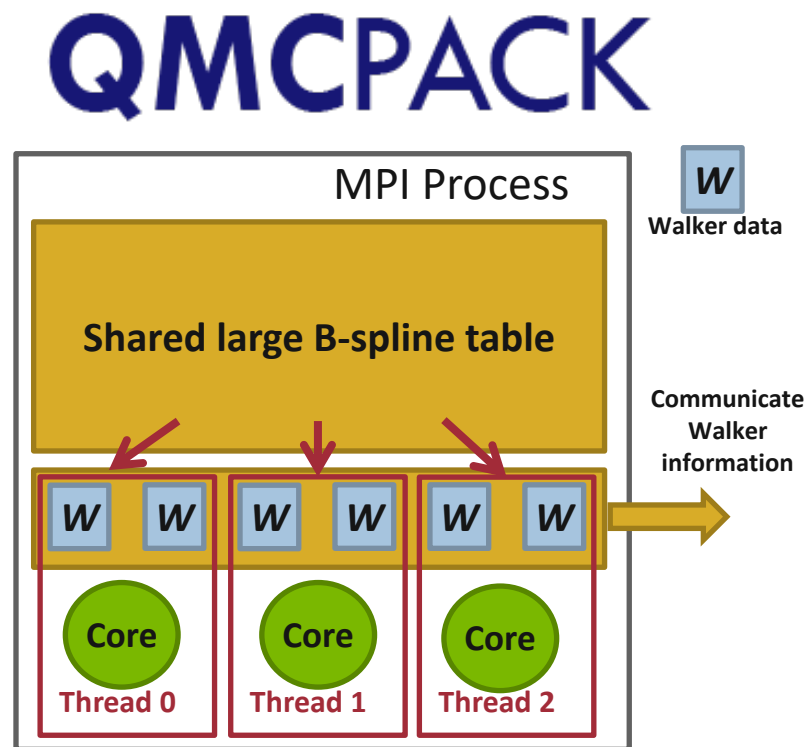 QMCPACK
MPI Process
W
Walker data
Shared large B-spline table
Communicate
Walker
information
W W W W W W
Core Core Core
Thread 0 Thread 1 Thread 2